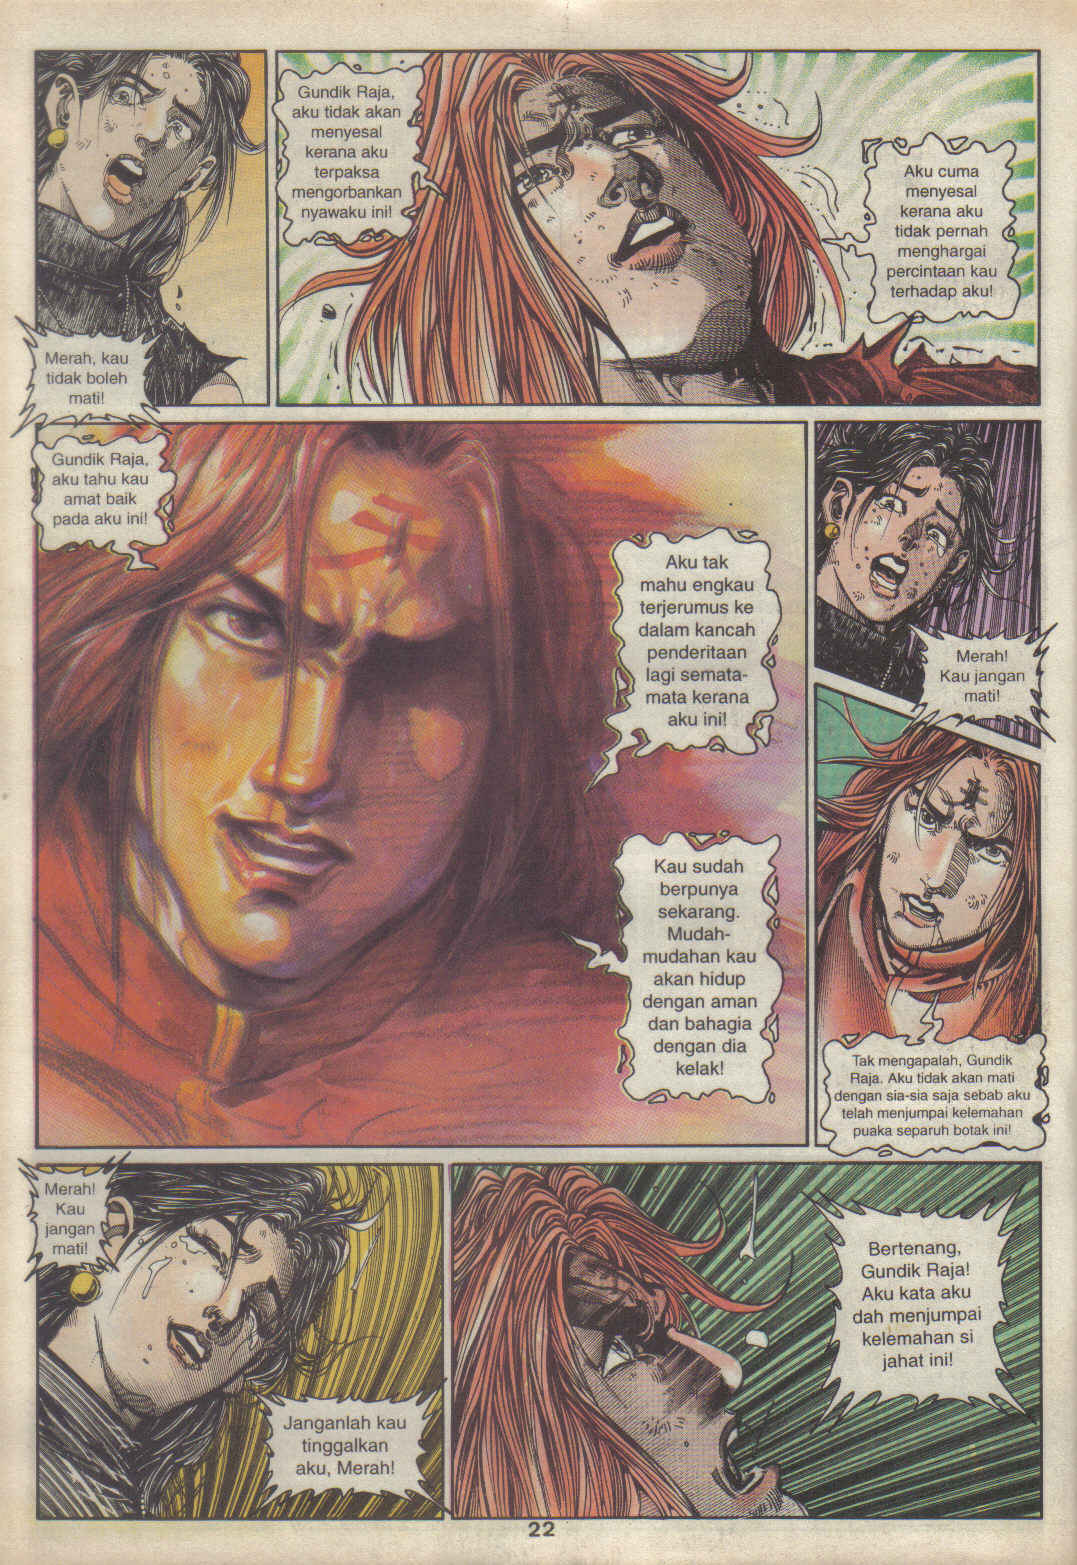 Merah, kau
tidak boleh
mati!
Gundik Raja,
aku tidak akan
menyesal
kerana aku
terpaksa
mengorbankan
nyawaku ini!
Aku cuma
menyesal
kerana aku
tidak pernah
menghargai
percintaan kau
terhadap aku!
Gundik Raja,
aku tahu kau
amat baik
pada aku ini!
Aku tak
mahu engkau
terjerumus ke
dalam kancah
penderitaan
lagi semata-
mata kerana
aku ini!
Kau sudah
berpunya
sekarang.
Mudah-
mudahan kau
akan hidup
dengan aman
dan bahagia
dengan dia
kelak!
Merah!
Kau jangan
mati!
Tak mengapalah, Gundik
Raja. Aku tidak akan mati
dengan sia-sia saja sebab aku
telah menjumpai kelemahan
puaka separuh botak ini!
Merah!
Kau
jangan
mati!
Janganlah kau
tinggalkan
aku, Merah!
Bertenang,
Gundik Raja!
Aku kata aku
dah menjumpai
kelemahan si
jahat ini!
22